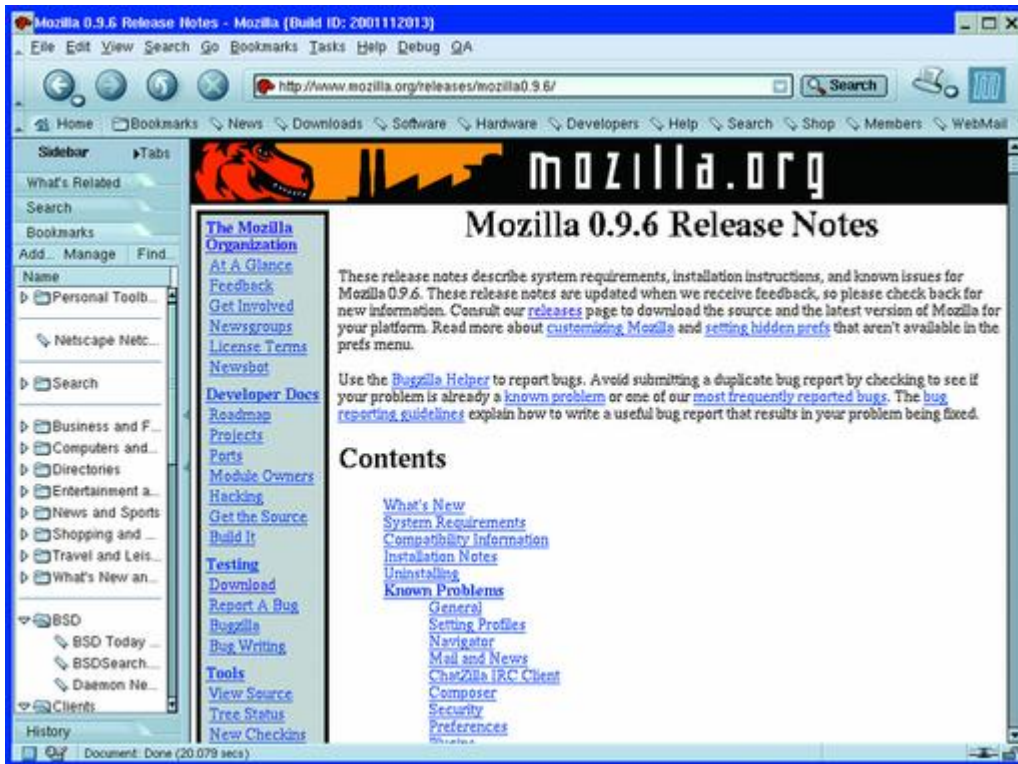 Mozilla 0.9.6 Release Notes - Mozilla {Build ID: 2001112013}
File Edit View Search Go Bookmarks Tasks Help Debug QA
http://www.mozilla.org/releases/mozilla0.9.6/
Search
Home Bookmarks News Downloads Software Hardware Developers Help Search Shop Members WebMail
Sidebar Tabs
What's Related
Search
Bookmarks
Add... Manage Find...
Name
Personal Toolb...
Netscape Netc...
Search
Business and F...
Computers and...
Directories
Entertainment a...
News and Sports
Shopping and ...
Travel and Leis...
What's New an...
BSD
BSD Today ...
BSDSearch...
Daemon Ne...
Clients
History
mozilla.org
The Mozilla
Organization
At A Glance
Feedback
Get Involved
Newsgroups
License Terms
Newsbot
Developer Docs
Roadmap
Projects
Ports
Module Owners
Hacking
Get the Source
Build It
Testing
Download
Report A Bug
Bugzilla
Bug Writing
Tools
View Source
Tree Status
New Checkins
Mozilla 0.9.6 Release Notes
These release notes describe system requirements, installation instructions, and known issues for
Mozilla 0.9.6. These release notes are updated when we receive feedback, so please check back for
new information. Consult our releases page to download the source and the latest version of Mozilla for
your platform. Read more about customizing Mozilla and setting hidden prefs that aren't available in the
prefs menu.
Use the Bugzilla Helper to report bugs. Avoid submitting a duplicate bug report by checking to see if
your problem is already a known problem or one of our most frequently reported bugs. The bug
reporting guidelines explain how to write a useful bug report that results in your problem being fixed.
Contents
What's New
System Requirements
Compatibility Information
Installation Notes
Uninstalling
Known Problems
General
Setting Profiles
Navigator
Mail and News
ChatZilla IRC Client
Composer
Security
Preferences
Document: Done (20.079 secs)